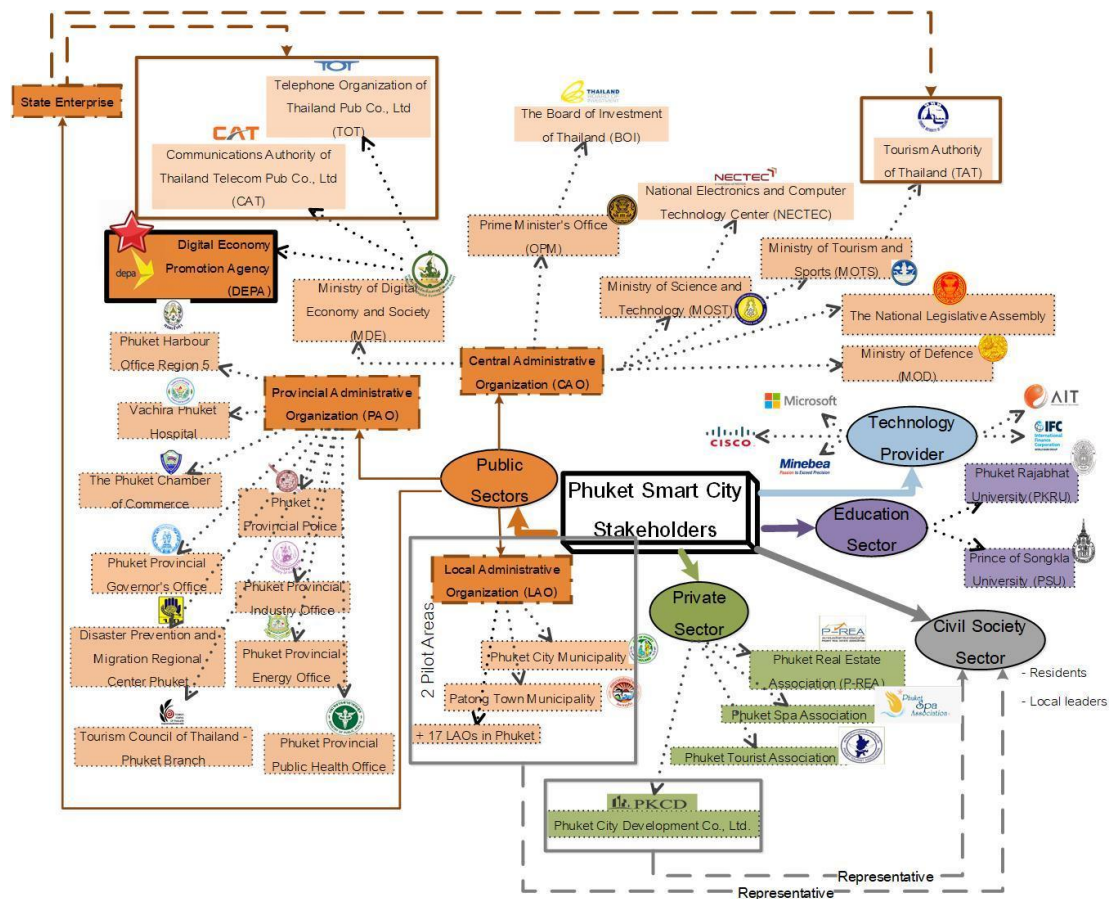 State Enterprise
TOT
Telephone Organization of
Thailand Pub Co., Ltd
(TOT)
CAT
Communications Authority of
Thailand Telecom Pub Co., Ltd
(CAT)
THAILAND
The Board of Investment
of Thailand (BOI)
Tourism Authority
of Thailand (TAT)
NECTEC
National Electronics and Computer
Technology Center (NECTEC)
Prime Minister's Office
(OPM)
depa
Digital Economy
Promotion Agency
(DEPA)
Ministry of Tourism and
Sports (MOTS)
Ministry of Digital
Economy and Society
(MDE)
Ministry of Science and
Technology (MOST)
The National Legislative Assembly
Phuket Harbour
Office Region 5
Central Administrative
Organization (CAO)
Ministry of Defence
(MOD)
Provincial Administrative
Organization (PAO)
Vachira Phuket
Hospital
Microsoft
CISCO
Minebea
Passion to Exceed Precision
Technology
Provider
AIT
IFC
International
Finance
Corporation
The Phuket Chamber
of Commerce
Phuket
Provincial Police
Public
Sectors
Phuket Smart City
Stakeholders
Education
Sector
Phuket Rajabhat
University (PKRU)
Prince of Songkla
University (PSU)
Phuket Provincial
Governor's Office
Phuket Provincial
Industry Office
2 Pilot Areas
Local Administrative
Organization (LAO)
Private
Sector
Civil Society
Sector
- Residents
- Local leaders
Disaster Prevention and
Migration Regional
Center Phuket
Phuket Provincial
Energy Office
Phuket City Municipality
Patong Town Municipality
+ 17 LAOs in Phuket
P-REA
Phuket Real Estate
Association (P-REA)
Phuket Spa Association
Phuket
Spa
Association
Phuket Tourist Association
Tourism Council of Thailand -
Phuket Branch
Phuket Provincial
Public Health Office
PKCD
Phuket City Development Co., Ltd.
Representative
Representative